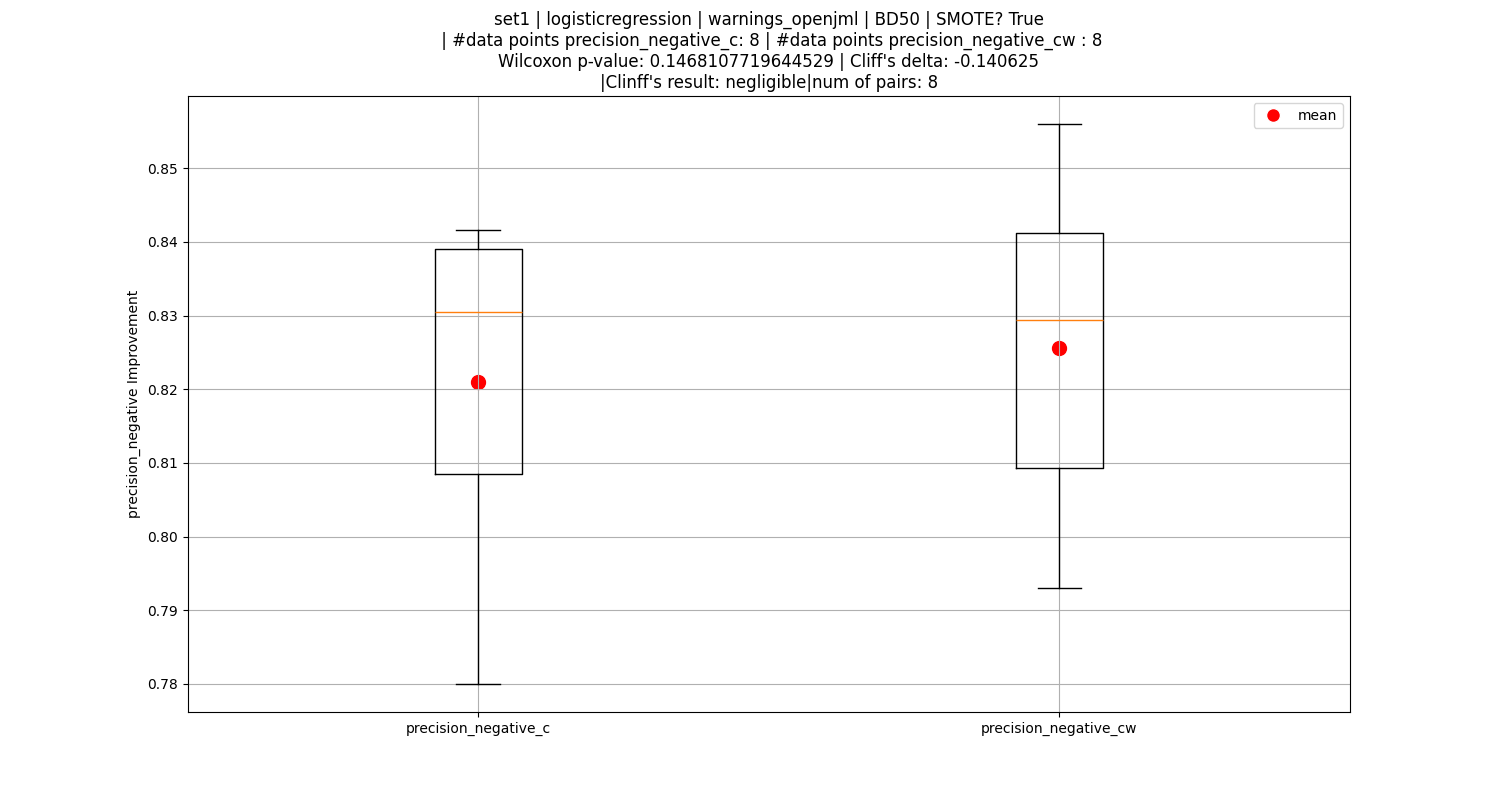 set1 | logisticregression | warnings_openjml | BD50 | SMOTE? True
| #data points precision_negative_c: 8 | #data points precision_negative_cw : 8
Wilcoxon p-value: 0.1468107719644529 | Cliff's delta: -0.140625
|Clinff's result: negligible|num of pairs: 8
mean
precision_negative Improvement
0.85
0.84
0.83
0.82
0.81
0.80
0.79
0.78
precision_negative_c
precision_negative_cw